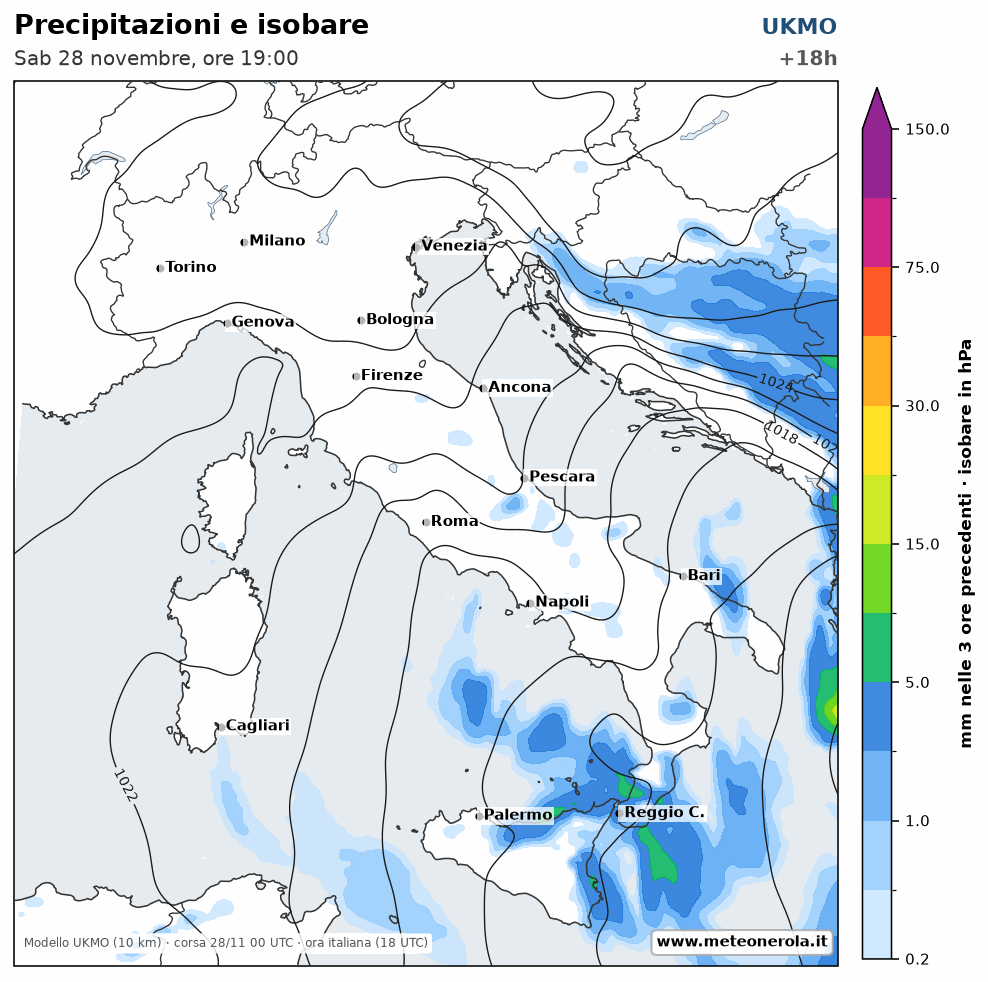 Precipitazioni e isobare
UKMO
Sab 28 novembre, ore 19:00
+18h
150.0
75.0
30.0
15.0
5.0
1.0
0.2
mm nelle 3 ore precedenti · isobare in hPa
Milano
Venezia
Torino
Genova
Bologna
Firenze
Ancona
1024
1018
Pescara
Roma
Bari
Napoli
Cagliari
1022
Palermo
Reggio C.
Modello UKMO (10 km) · corsa 28/11 00 UTC · ora italiana (18 UTC)
www.meteonerola.it